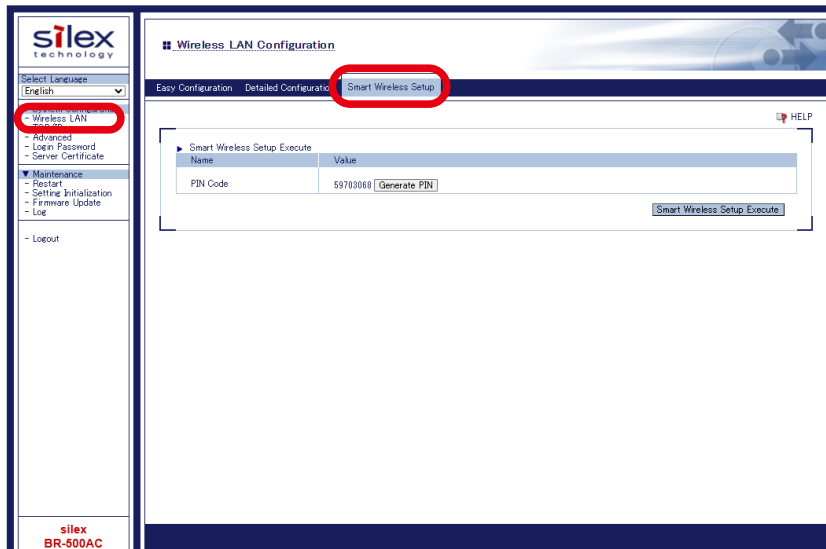 silex
technology
Select Language
English
- Wireless LAN
- Advanced
- Login Password
- Server Certificate
▼ Maintenance
- Restart
- Setting Initialization
- Firmware Update
- Log
- Logout
silex
BR-500AC
Wireless LAN Configuration
Easy Configuration Detailed Configuration Smart Wireless Setup
HELP
Smart Wireless Setup Execute
Name Value
PIN Code 59703068 Generate PIN
Smart Wireless Setup Execute